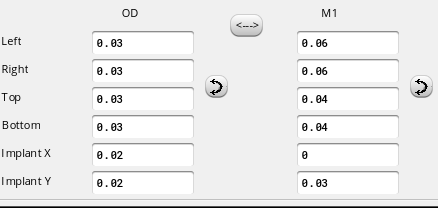 OD <---> M1
Left 0.03 0.06
Right 0.03 0.06
Top 0.03 0.04
Bottom 0.03 0.04
Implant X 0.02 0
Implant Y 0.02 0.03